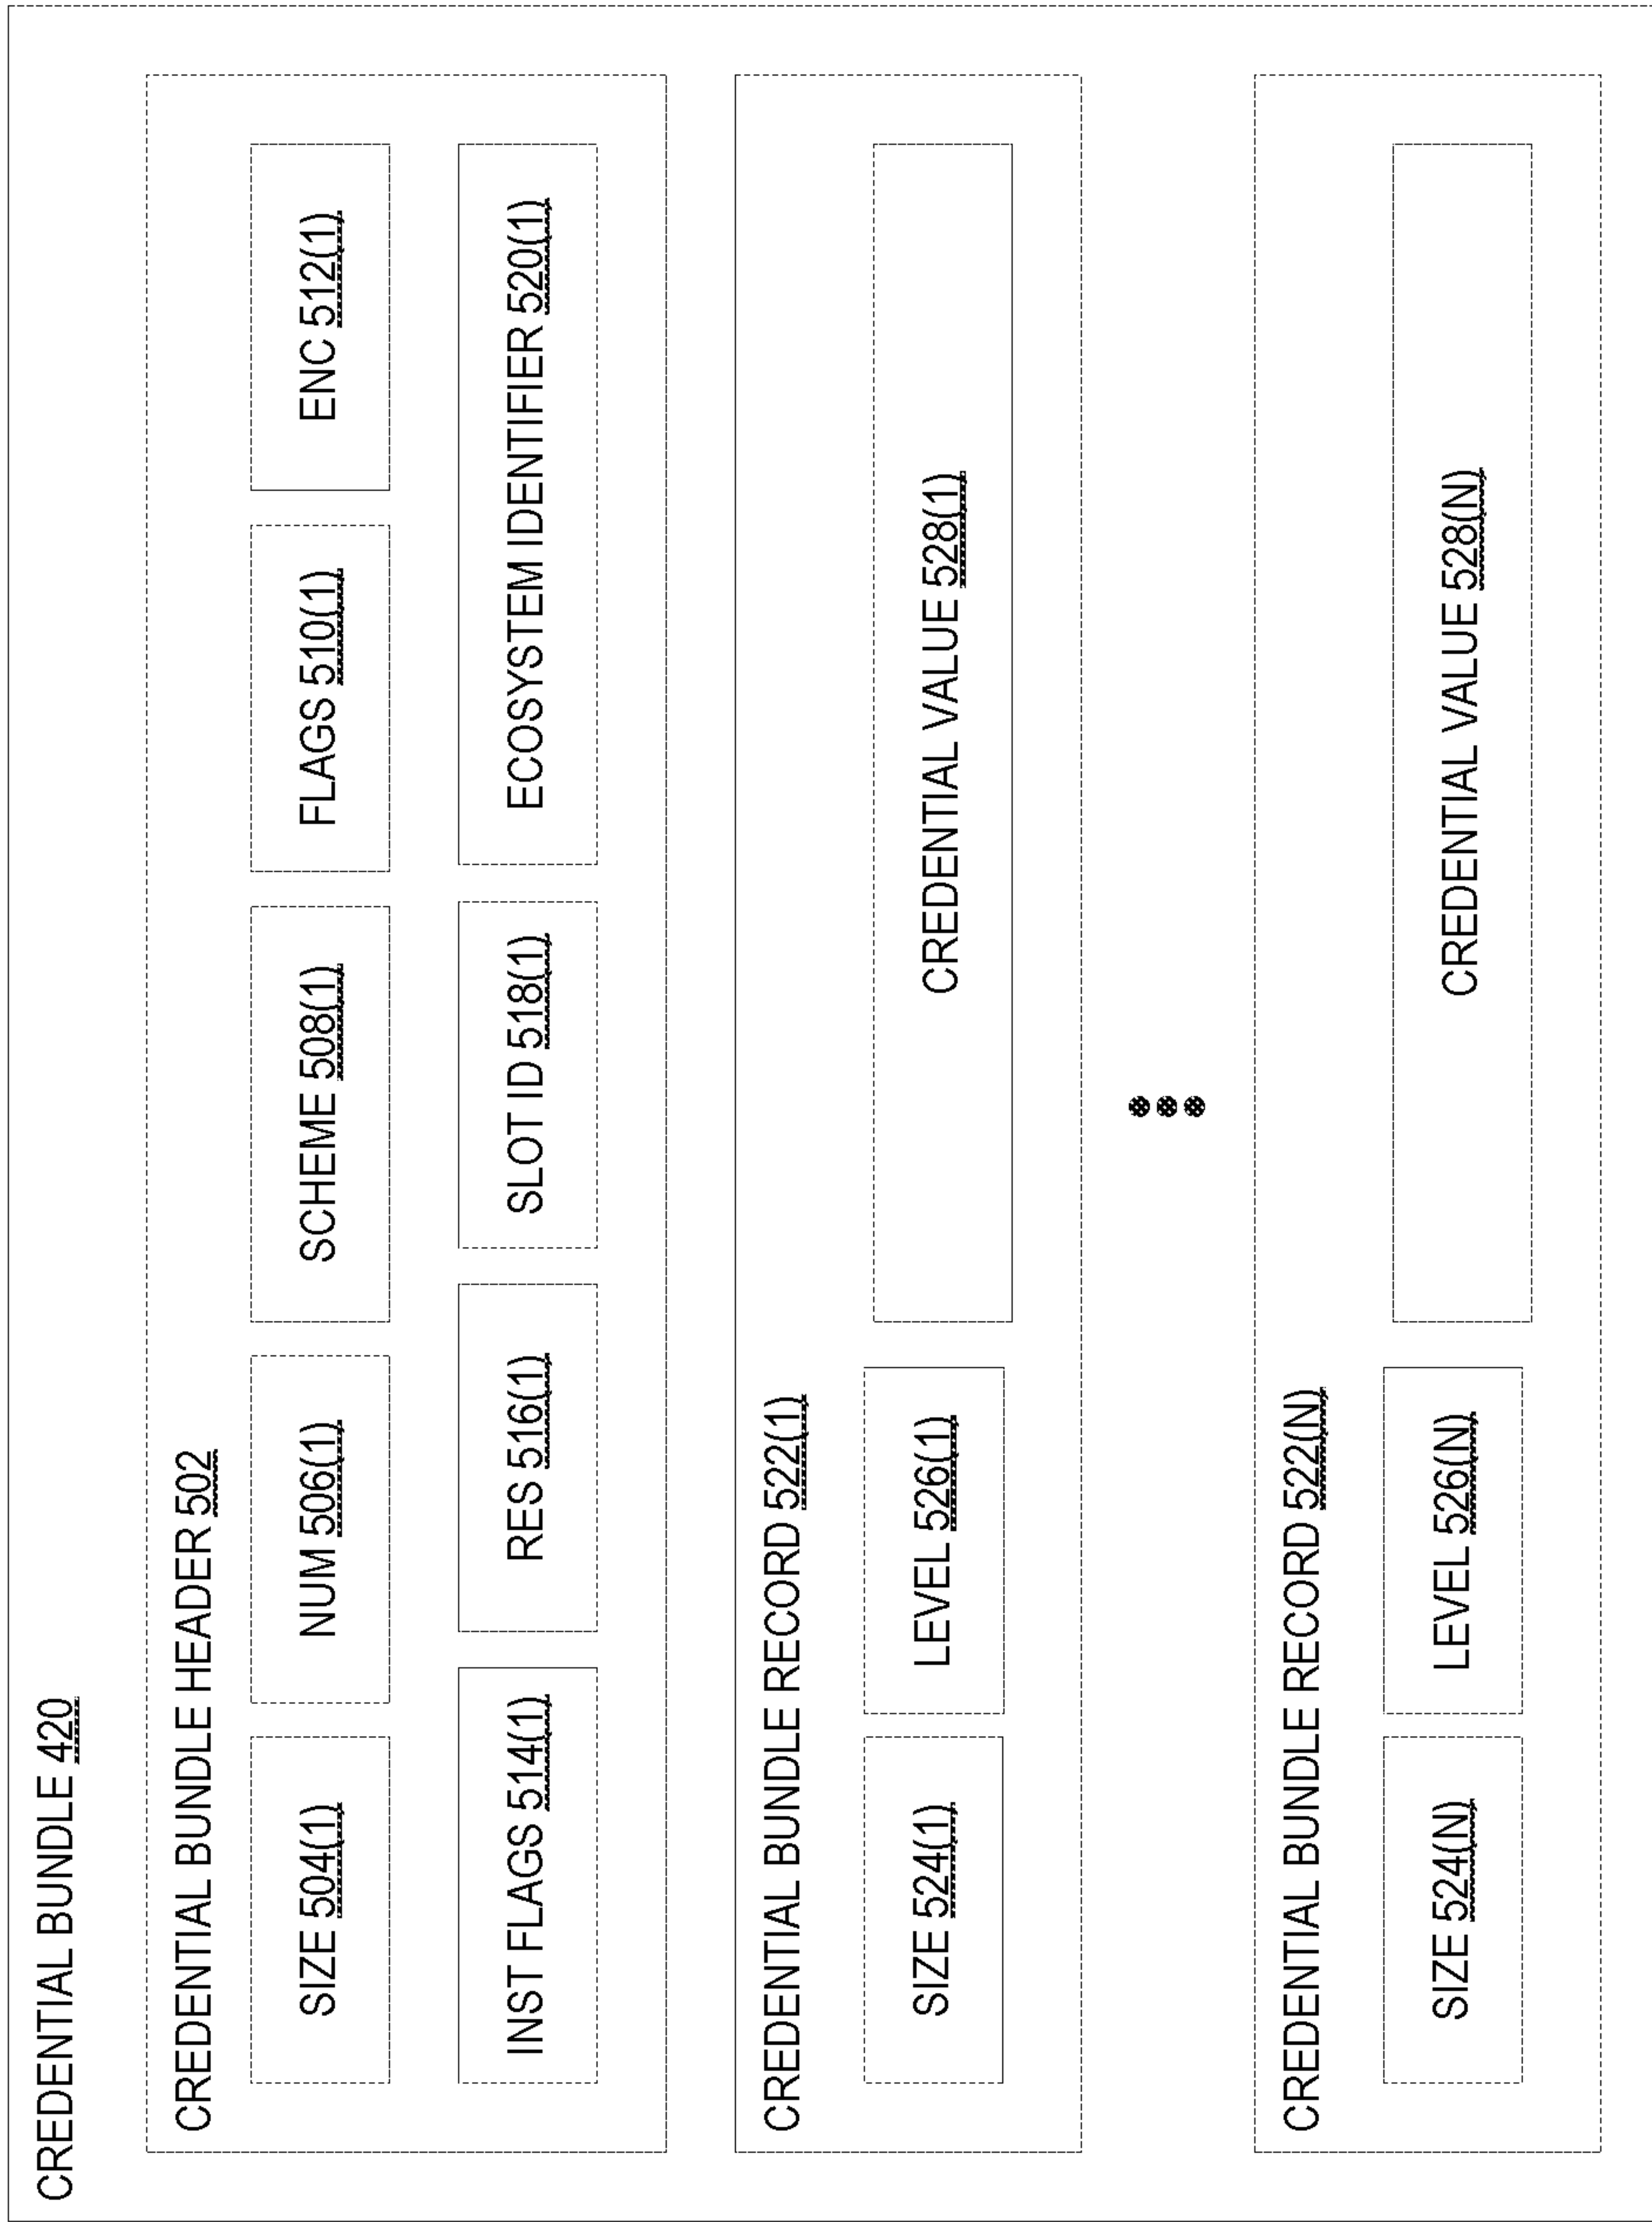 CREDENTIAL BUNDLE 420
CREDENTIAL BUNDLE HEADER 502
SIZE 504(1)
NUM 506(1)
SCHEME 508(1)
FLAGS 510(1)
ENC 512(1)
INST FLAGS 514(1)
RES 516(1)
SLOT ID 518(1)
ECOSYSTEM IDENTIFIER 520(1)
CREDENTIAL BUNDLE RECORD 522(1)
SIZE 524(1)
LEVEL 526(1)
CREDENTIAL VALUE 528(1)
CREDENTIAL BUNDLE RECORD 522(N)
SIZE 524(N)
LEVEL 526(N)
CREDENTIAL VALUE 528(N)